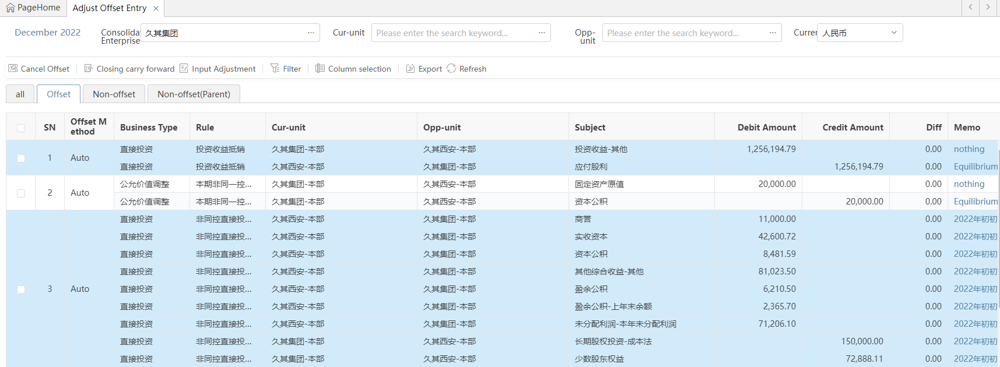 PageHome
Adjust Offset Entry ×
December 2022
Consolida
Enterprise
久其集团 ...
Cur-unit
Please enter the search keyword... ...
Opp-
unit
Please enter the search keyword... ...
Currer
人民币
Cancel Offset
Closing carry forward
Input Adjustment
Filter
Column selection
Export
Refresh
all
Offset
Non-offset
Non-offset(Parent)
SN
Offset M
ethod
Business Type
Rule
Cur-unit
Opp-unit
Subject
Debit Amount
Credit Amount
Diff
Memo
1 Auto
直接投资 投资收益抵销 久其集团-本部 久其西安-本部 投资收益-其他 1,256,194.79 0.00 nothing
直接投资 投资收益抵销 久其西安-本部 久其集团-本部 应付股利 1,256,194.79 0.00 Equilibrium
2 Auto
公允价值调整 本期非同一控... 久其集团-本部 久其西安-本部 固定资产原值 20,000.00 0.00 nothing
公允价值调整 本期非同一控... 久其集团-本部 久其西安-本部 资本公积 20,000.00 0.00 Equilibrium
3 Auto
直接投资 非同控直接投... 久其西安-本部 久其集团-本部 商誉 11,000.00 0.00 2022年初初
直接投资 非同控直接投... 久其西安-本部 久其集团-本部 实收资本 42,600.72 0.00 2022年初初
直接投资 非同控直接投... 久其西安-本部 久其集团-本部 资本公积 8,481.59 0.00 2022年初初
直接投资 非同控直接投... 久其西安-本部 久其集团-本部 其他综合收益-其他 81,023.50 0.00 2022年初初
直接投资 非同控直接投... 久其西安-本部 久其集团-本部 盈余公积 6,210.50 0.00 2022年初初
直接投资 非同控直接投... 久其西安-本部 久其集团-本部 盈余公积-上年末余额 2,365.70 0.00 2022年初初
直接投资 非同控直接投... 久其西安-本部 久其集团-本部 未分配利润-本年未分配利润 71,206.10 0.00 2022年初初
直接投资 非同控直接投... 久其集团-本部 久其西安-本部 长期股权投资-成本法 150,000.00 0.00 2022年初初
直接投资 非同控直接投... 久其集团-本部 久其西安-本部 少数股东权益 72,888.11 0.00 2022年初初